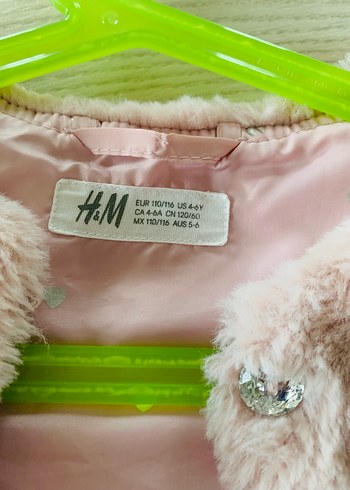 H&M
EUR 110/116 US 4-6Y
CA 4-6A CN 120/60
MX 110/116 AUS 5-6